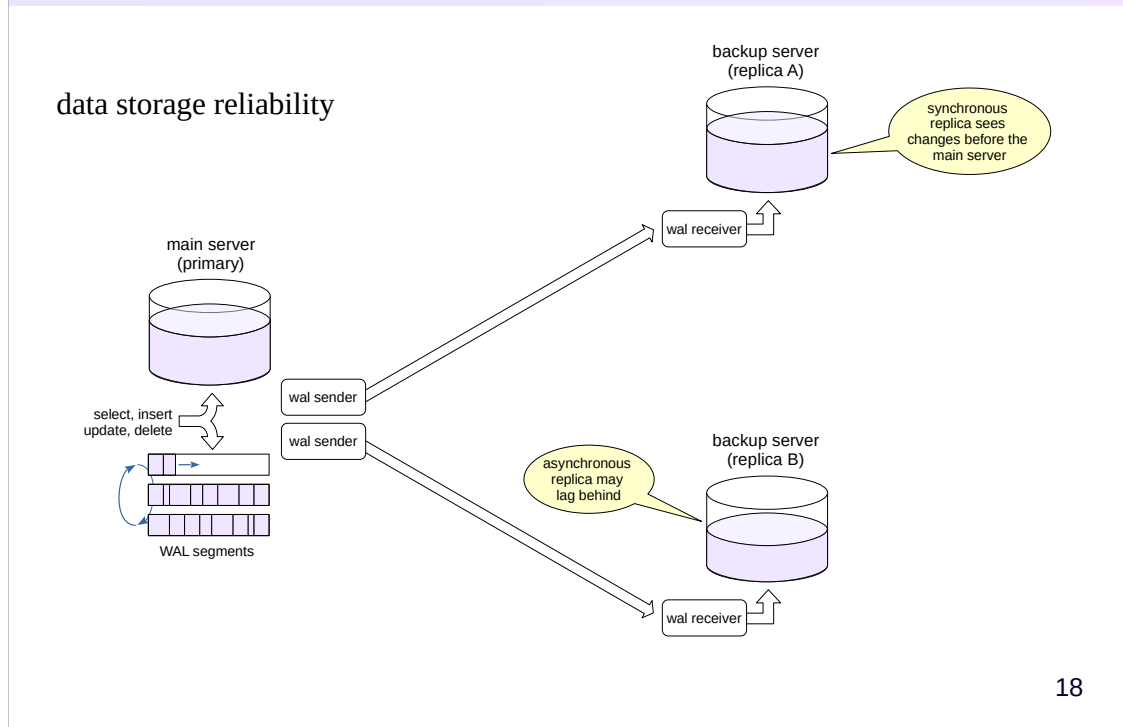 data storage reliability
backup server
(replica A)
synchronous
replica sees
changes before the
main server
wal receiver
main server
(primary)
wal sender
select, insert
update, delete
wal sender
WAL segments
asynchronous
replica may
lag behind
backup server
(replica B)
wal receiver
18